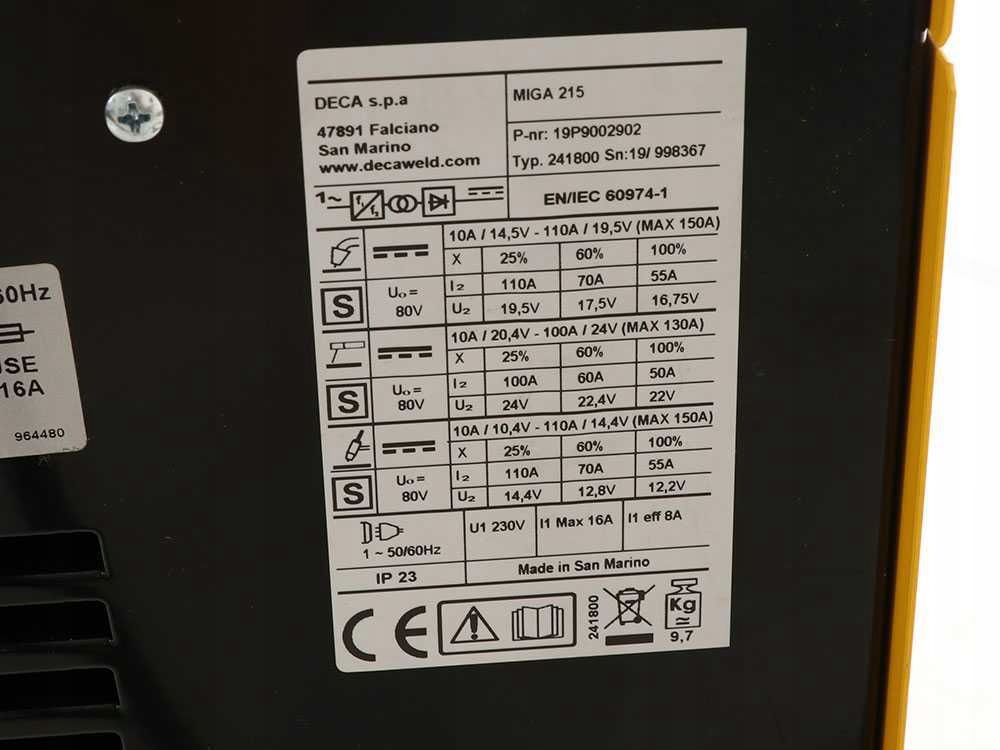 DECA s.p.a
47891 Falciano
San Marino
www.decaweld.com
MIGA 215
P-nr: 19P9002902
Typ. 241800 Sn:19/ 998367
1~ f₁/f₂
EN/IEC 60974-1
10A / 14,5V - 110A / 19,5V (MAX 150A)
X 25% 60% 100%
S U₀= 80V
I₂ 110A 70A 55A
U₂ 19,5V 17,5V 16,75V
10A / 20,4V - 100A / 24V (MAX 130A)
X 25% 60% 100%
S U₀= 80V
I₂ 100A 60A 50A
U₂ 24V 22,4V 22V
10A / 10,4V - 110A / 14,4V (MAX 150A)
X 25% 60% 100%
S U₀= 80V
I₂ 110A 70A 55A
U₂ 14,4V 12,8V 12,2V
1 ~ 50/60Hz
U1 230V I1 Max 16A I1 eff 8A
IP 23
Made in San Marino
CE
241800
Kg
≃
9,7
60Hz
USE
16A
964480